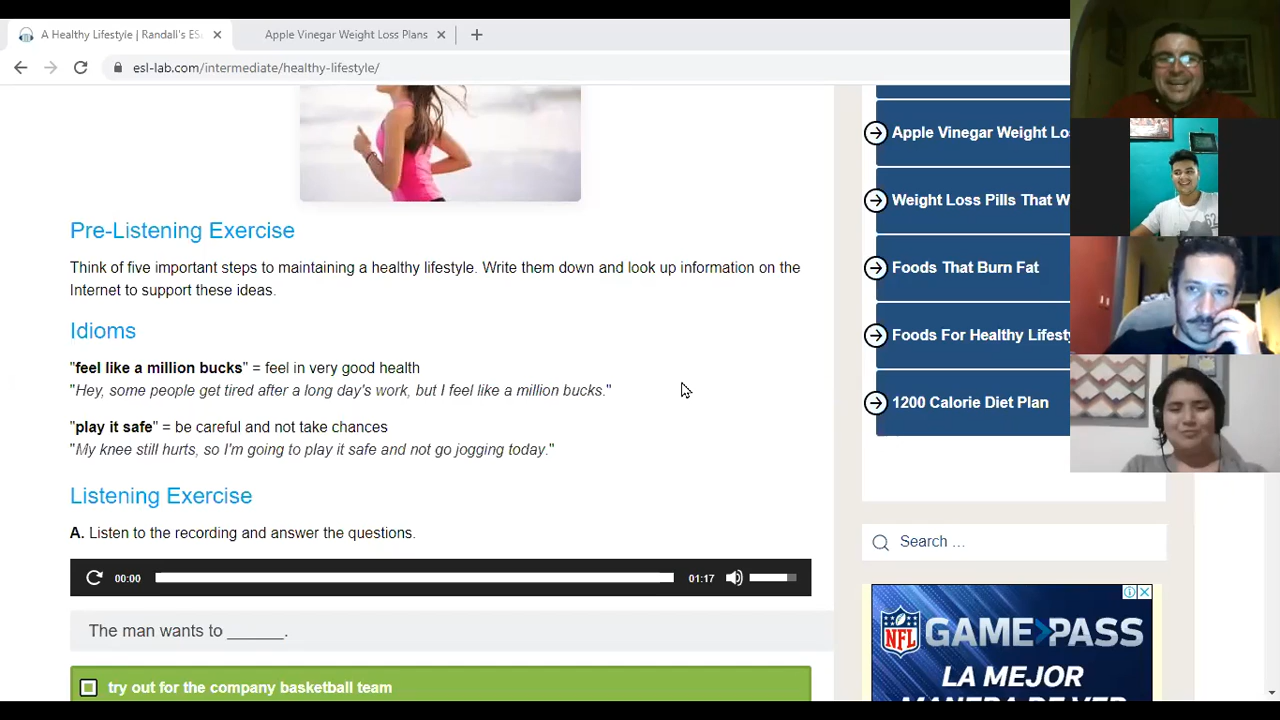 A Healthy Lifestyle | Randall's ES
Apple Vinegar Weight Loss Plans
esl-lab.com/intermediate/healthy-lifestyle/
Pre-Listening Exercise
Think of five important steps to maintaining a healthy lifestyle. Write them down and look up information on the
Internet to support these ideas.
Idioms
"feel like a million bucks" = feel in very good health
"Hey, some people get tired after a long day's work, but I feel like a million bucks."
"play it safe" = be careful and not take chances
"My knee still hurts, so I'm going to play it safe and not go jogging today."
Listening Exercise
A. Listen to the recording and answer the questions.
00:00
01:17
The man wants to ______.
try out for the company basketball team
Apple Vinegar Weight Lo
Weight Loss Pills That W
Foods That Burn Fat
Foods For Healthy Lifesty
1200 Calorie Diet Plan
Search ...
NFL GAME PASS
LA MEJOR
MANERA DE VER
62